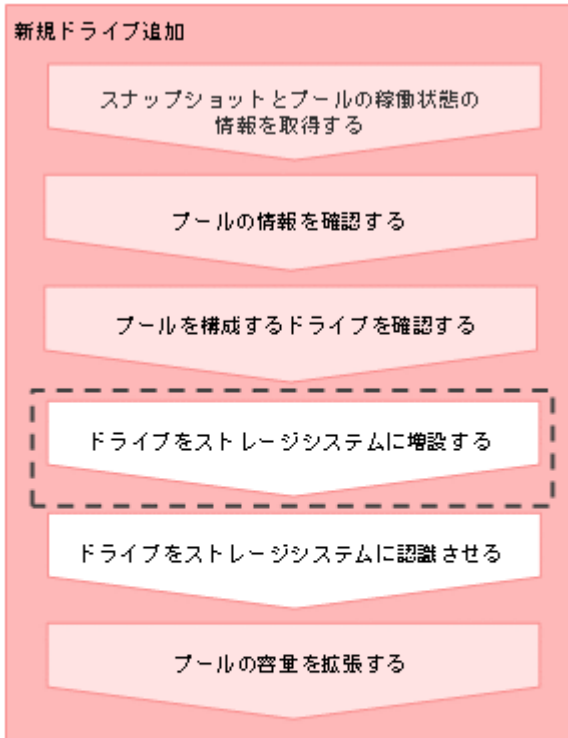 新規ドライブ追加
スナップショットとプールの稼働状態の
情報を取得する
プールの情報を確認する
プールを構成するドライブを確認する
ドライブをストレージシステムに増設する
ドライブをストレージシステムに認識させる
プールの容量を拡張する